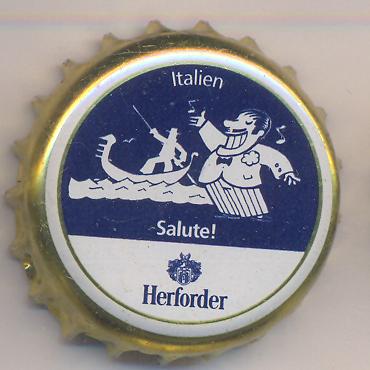 Italien
Salute!
Herforder